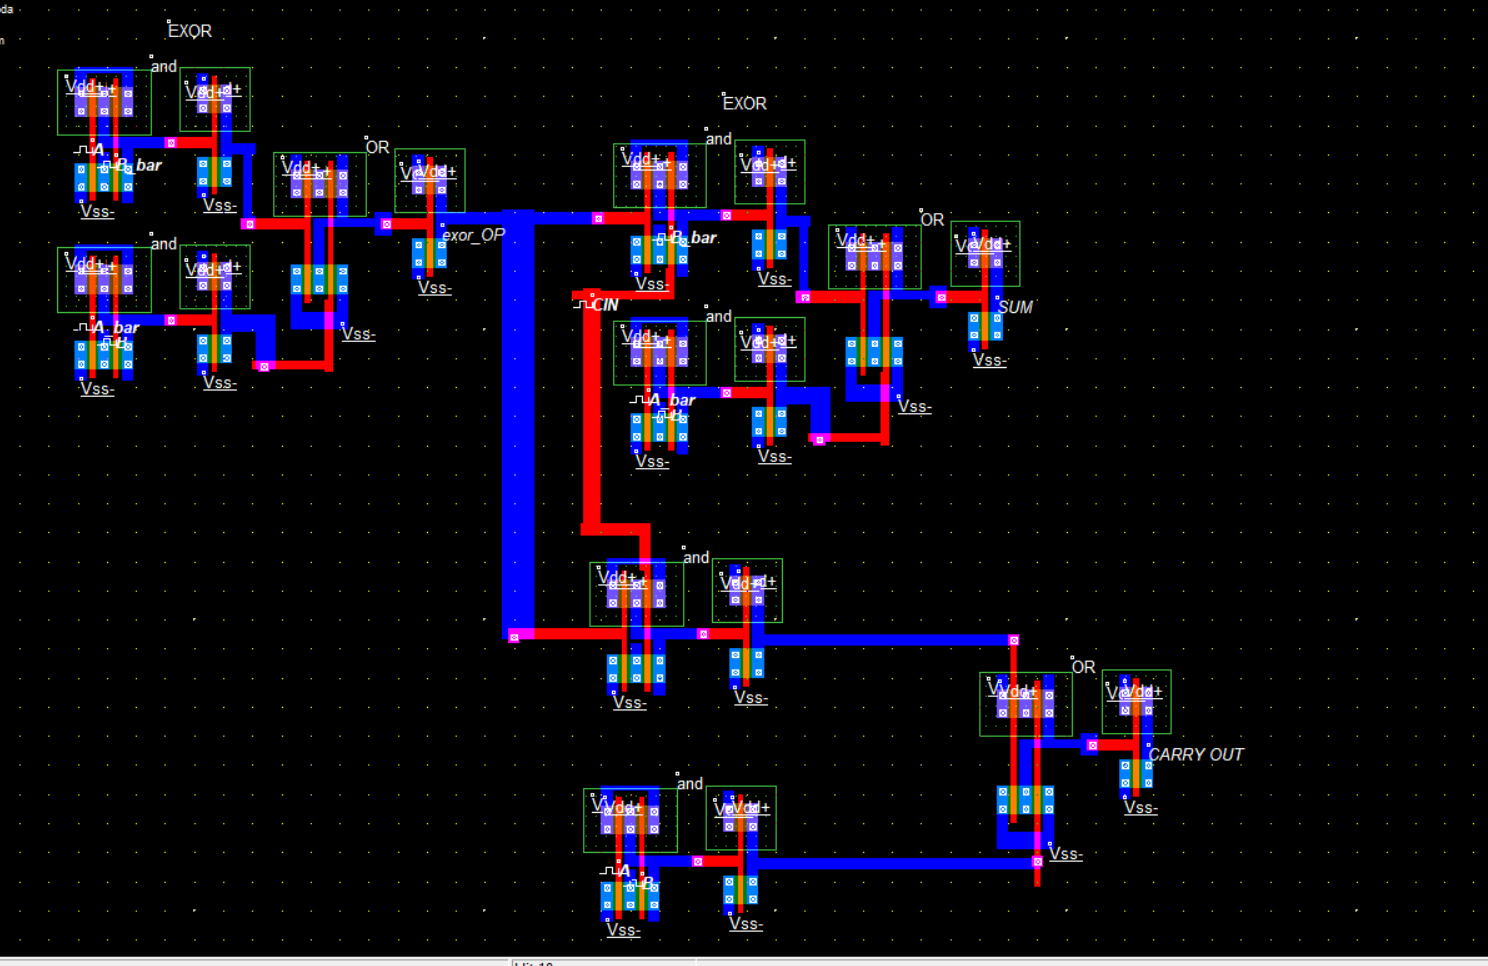 EXOR
and
Vdd+
Vdd+
A
B_bar
Vss-
Vss-
OR
Vdd+
Vdd+
exor_OP
Vss-
Vss-
and
Vdd+
Vdd+
A_bar
Vss-
Vss-
EXOR
and
Vdd+
Vdd+
B_bar
Vss-
Vss-
OR
Vdd+
Vdd+
SUM
Vss-
Vss-
CIN
and
Vdd+
Vdd+
A_bar
Vss-
Vss-
and
Vdd+
Vdd+
Vss-
Vss-
OR
Vdd+
Vdd+
CARRY OUT
Vss-
Vss-
and
Vdd+
Vdd+
A
B
Vss-
Vss-